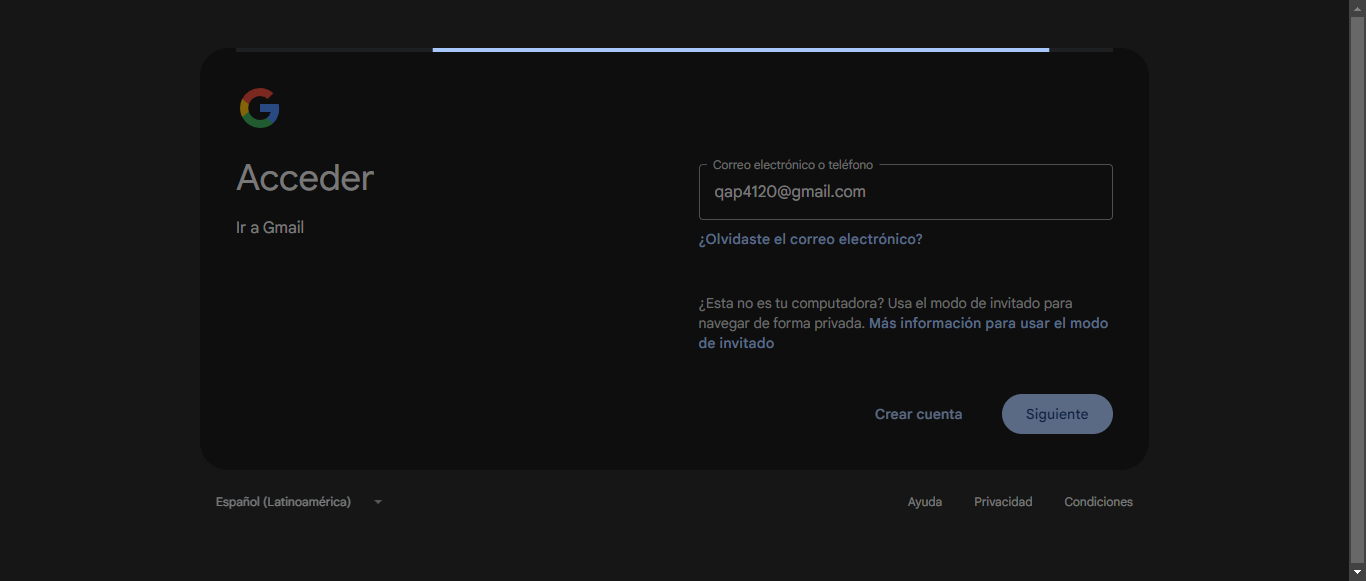 Acceder
Ir a Gmail
Correo electrónico o teléfono
qap4120@gmail.com
¿Olvidaste el correo electrónico?
¿Esta no es tu computadora? Usa el modo de invitado para
navegar de forma privada. Más información para usar el modo
de invitado
Crear cuenta
Siguiente
Español (Latinoamérica)
Ayuda
Privacidad
Condiciones